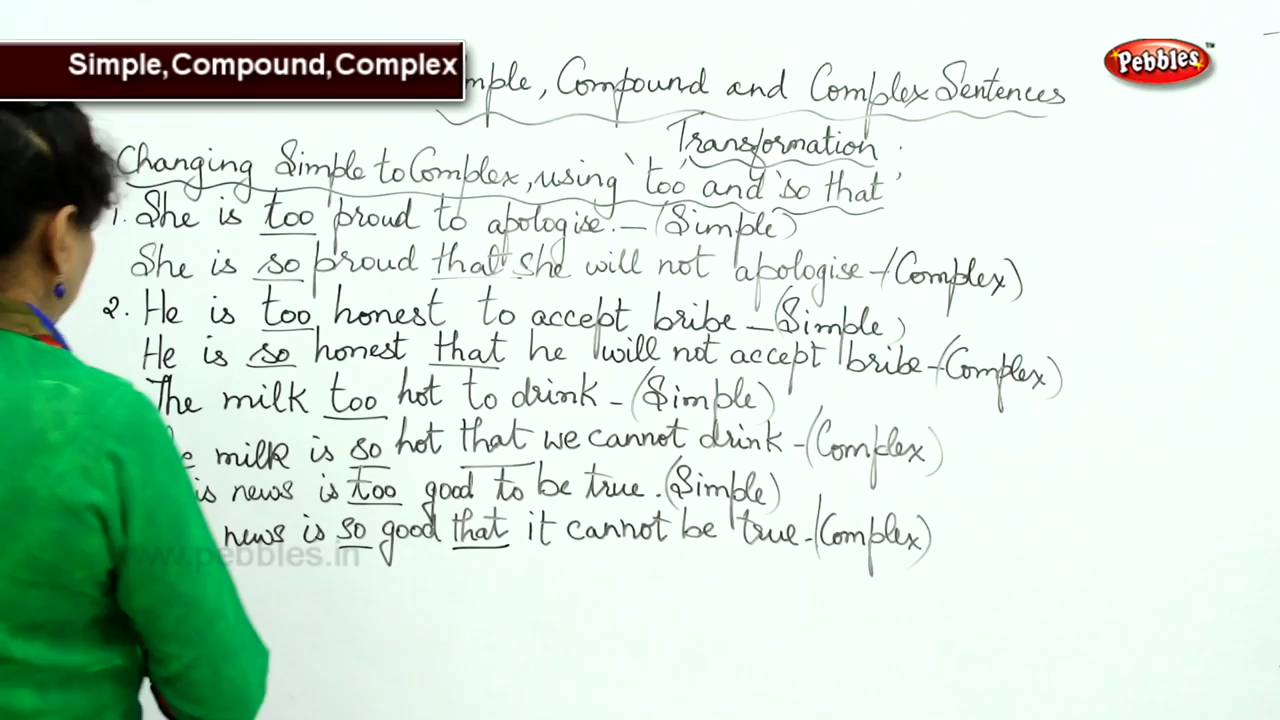 Simple,Compound,Complex
Pebbles™
mple, Compound and Complex Sentences
Transformation.
Changing Simple to Complex, using 'too' and 'so that'
1. She is too proud to apologise. - (Simple)
She is so proud that she will not apologise - (Complex)
2. He is too honest to accept bribe - (Simple)
He is so honest that he will not accept bribe - (Complex)
The milk too hot to drink - (Simple)
e milk is so hot that we cannot drink - (Complex)
is news is too good to be true. (Simple)
news is so good that it cannot be true - (Complex)
www.pebbles.in